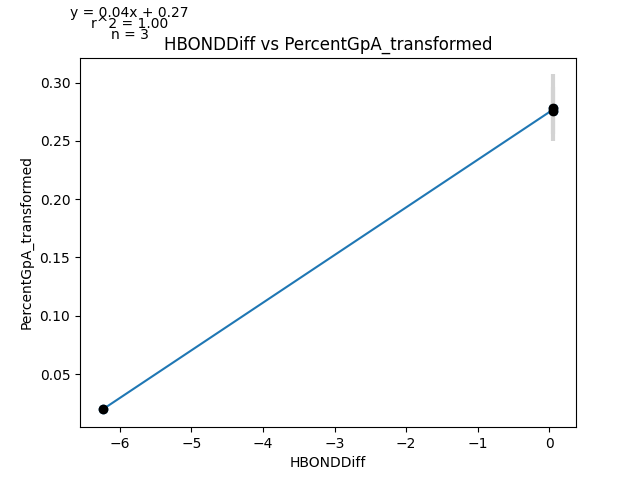 y = 0.04x + 0.27
r^2 = 1.00
n = 3
HBONDDiff vs PercentGpA_transformed
PercentGpA_transformed
0.30
0.25
0.20
0.15
0.10
0.05
−6 −5 −4 −3 −2 −1 0
HBONDDiff